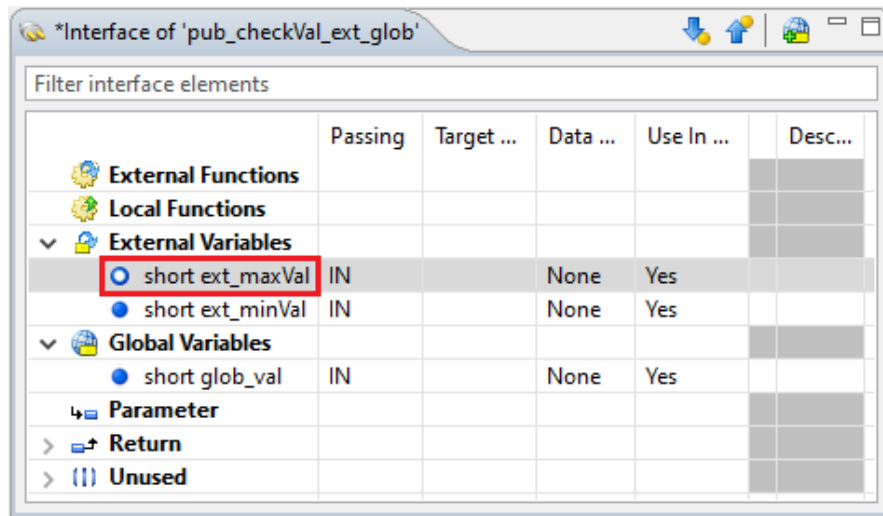 *Interface of 'pub_checkVal_ext_glob'
Filter interface elements
Passing Target ... Data ... Use In ... Desc...
External Functions
Local Functions
External Variables
short ext_maxVal IN None Yes
short ext_minVal IN None Yes
Global Variables
short glob_val IN None Yes
Parameter
Return
Unused